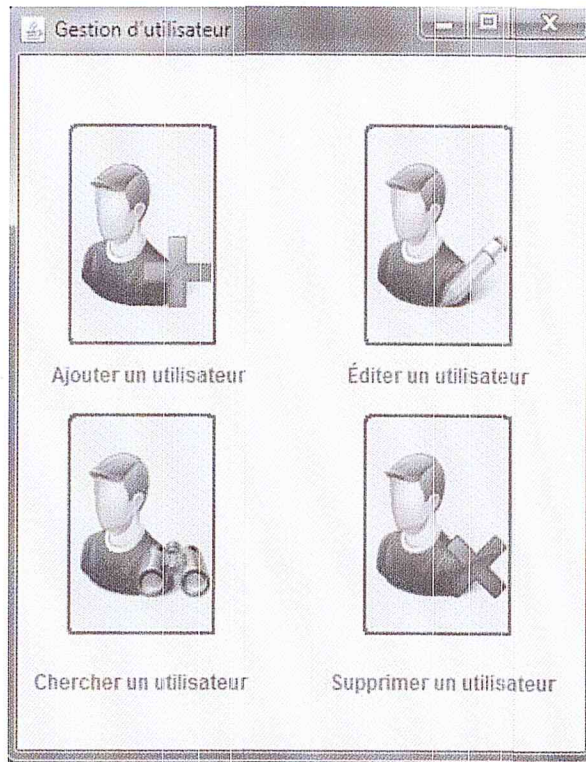 Gestion d'utilisateur
Ajouter un utilisateur
Éditer un utilisateur
Chercher un utilisateur
Supprimer un utilisateur